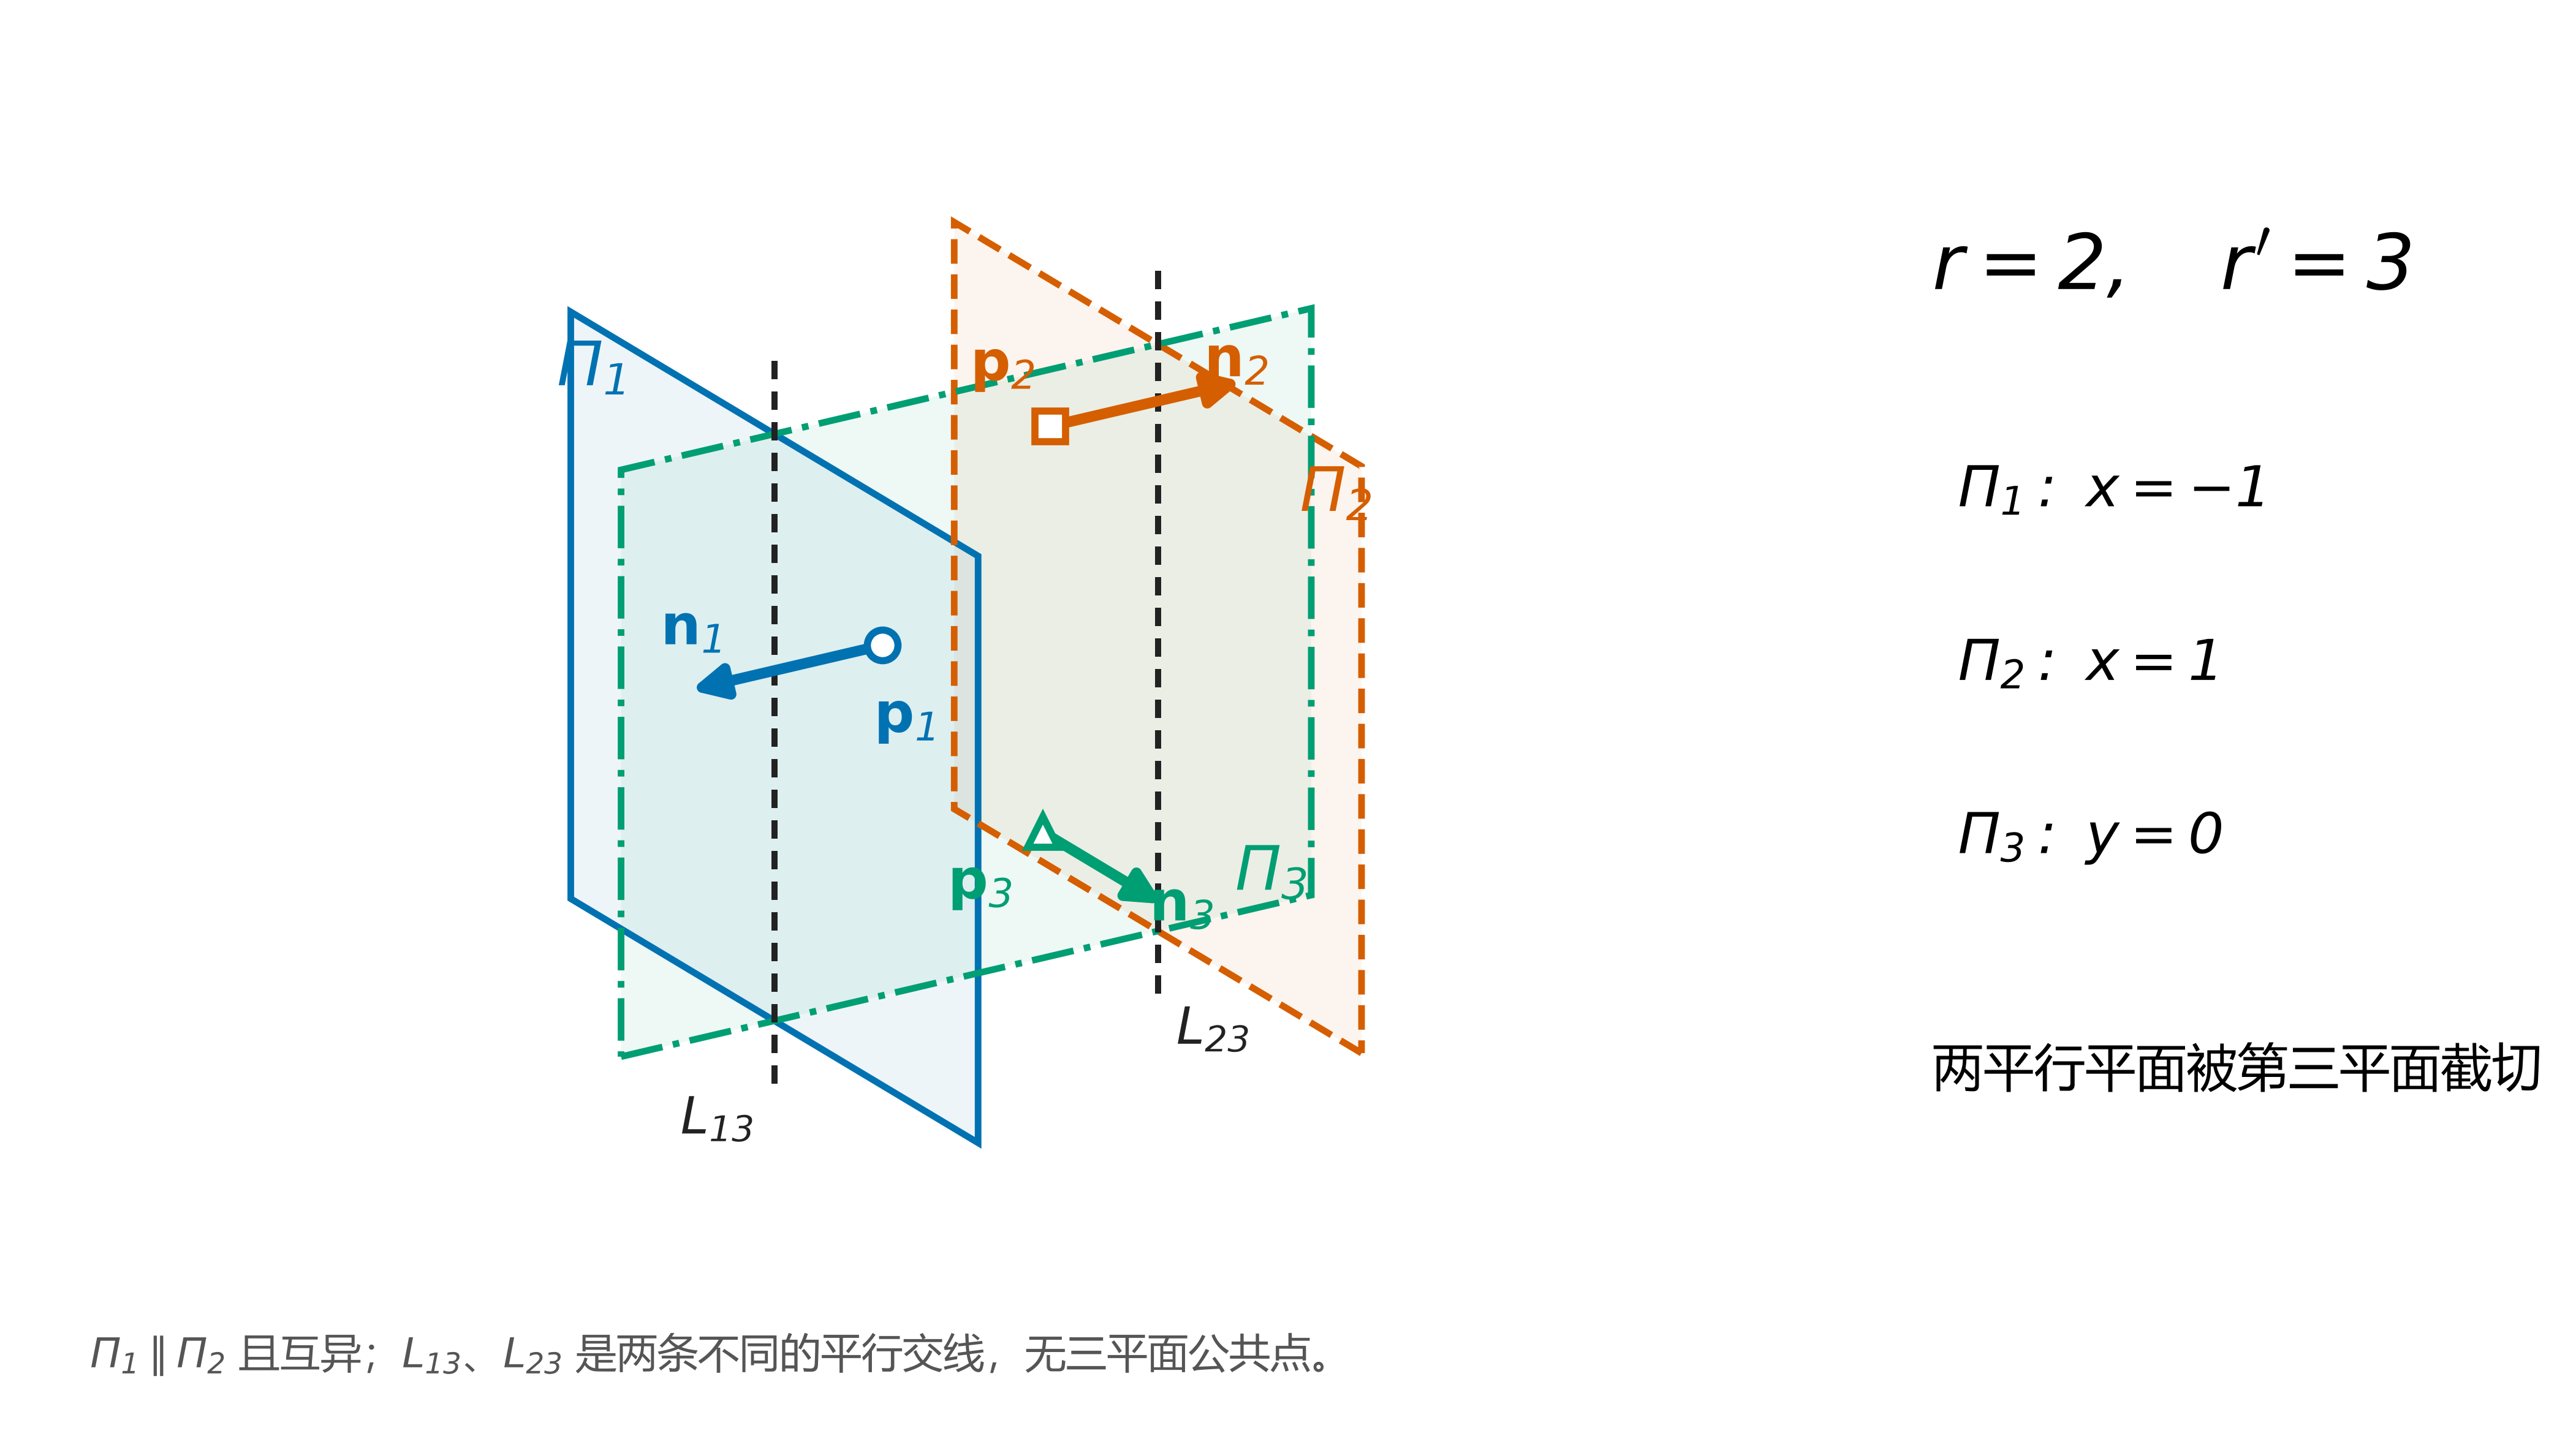 r = 2, r′ = 3
Π₁
p₂
n₂
Π₂
Π₁ : x = −1
n₁
p₁
Π₂ : x = 1
Π₃ : y = 0
p₃
n₃
Π₃
L₂₃
L₁₃
两平行平面被第三平面截切
Π₁ ∥ Π₂ 且互异；L₁₃、L₂₃ 是两条不同的平行交线，无三平面公共点。